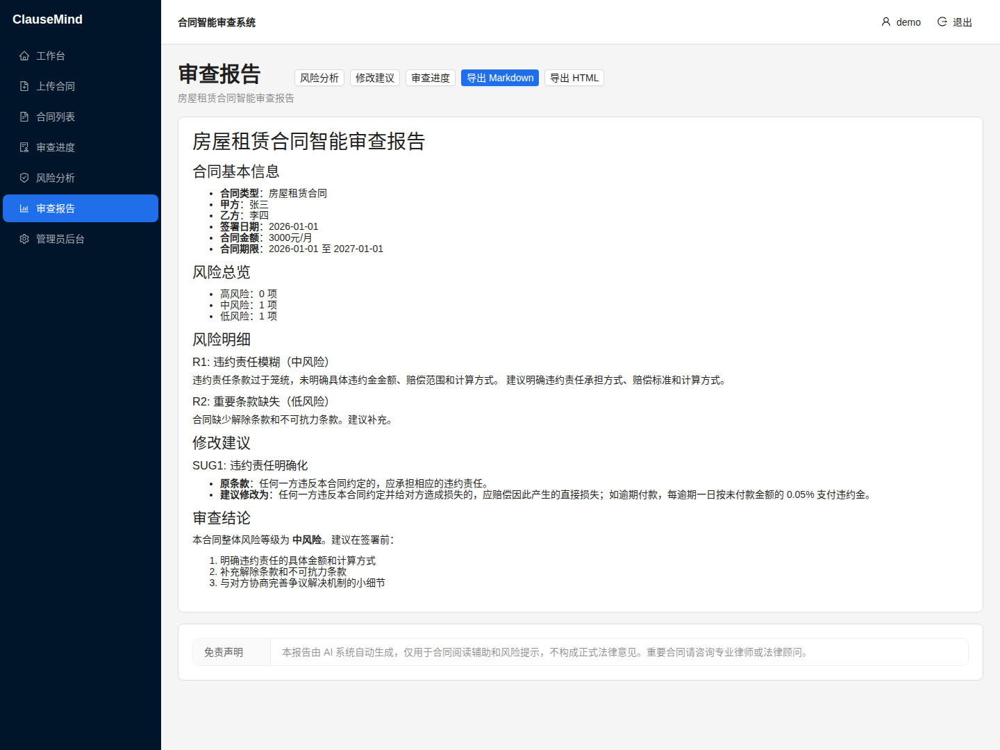 ClauseMind
工作台
上传合同
合同列表
审查进度
风险分析
审查报告
管理员后台
合同智能审查系统
demo
退出
审查报告
风险分析 修改建议 审查进度 导出 Markdown 导出 HTML
房屋租赁合同智能审查报告
房屋租赁合同智能审查报告
合同基本信息
• 合同类型：房屋租赁合同
• 甲方：张三
• 乙方：李四
• 签署日期：2026-01-01
• 合同金额：3000元/月
• 合同期限：2026-01-01 至 2027-01-01
风险总览
• 高风险：0 项
• 中风险：1 项
• 低风险：1 项
风险明细
R1: 违约责任模糊（中风险）
违约责任条款过于笼统，未明确具体违约金金额、赔偿范围和计算方式。 建议明确违约责任承担方式、赔偿标准和计算方式。
R2: 重要条款缺失（低风险）
合同缺少解除条款和不可抗力条款。建议补充。
修改建议
SUG1: 违约责任明确化
• 原条款：任何一方违反本合同约定的，应承担相应的违约责任。
• 建议修改为：任何一方违反本合同约定并给对方造成损失的，应赔偿因此产生的直接损失；如逾期付款，每逾期一日按未付款金额的 0.05% 支付违约金。
审查结论
本合同整体风险等级为 中风险。建议在签署前：
1. 明确违约责任的具体金额和计算方式
2. 补充解除条款和不可抗力条款
3. 与对方协商完善争议解决机制的小细节
免责声明
本报告由 AI 系统自动生成，仅用于合同阅读辅助和风险提示，不构成正式法律意见。重要合同请咨询专业律师或法律顾问。